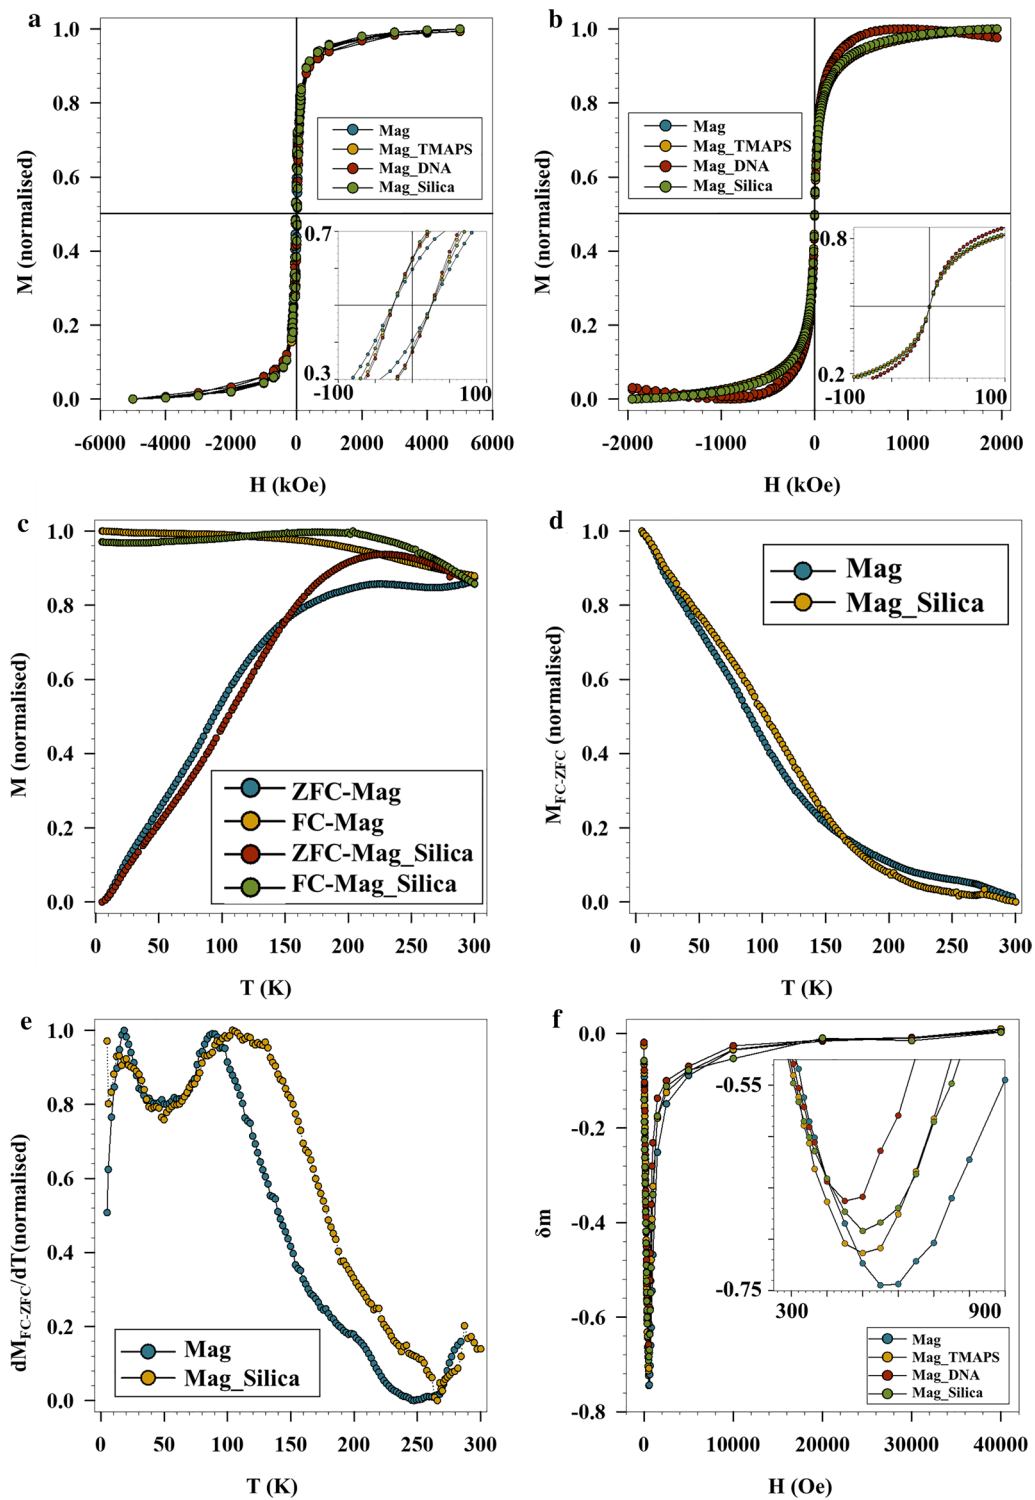 a
M (normalised)
1.0
0.8
0.6
0.4
0.2
0.0
Mag
Mag_TMAPS
Mag_DNA
Mag_Silica
0.7
0.3
-100
100
-6000 -4000 -2000 0 2000 4000 6000
H (kOe)
b
M (normalised)
1.0
0.8
0.6
0.4
0.2
0.0
Mag
Mag_TMAPS
Mag_DNA
Mag_Silica
0.8
0.2
-100
100
-2000 -1000 0 1000 2000
H (kOe)
c
M (normalised)
1.0
0.8
0.6
0.4
0.2
0.0
ZFC-Mag
FC-Mag
ZFC-Mag_Silica
FC-Mag_Silica
0 50 100 150 200 250 300
T (K)
d
M_FC-ZFC (normalised)
1.0
0.8
0.6
0.4
0.2
0.0
Mag
Mag_Silica
0 50 100 150 200 250 300
T (K)
e
dM_FC-ZFC/dT(normalised)
1.0
0.8
0.6
0.4
0.2
0.0
Mag
Mag_Silica
0 50 100 150 200 250 300
T (K)
f
δm
0.0
-0.2
-0.4
-0.6
-0.8
-0.55
-0.75
300
900
Mag
Mag_TMAPS
Mag_DNA
Mag_Silica
0 10000 20000 30000 40000
H (Oe)